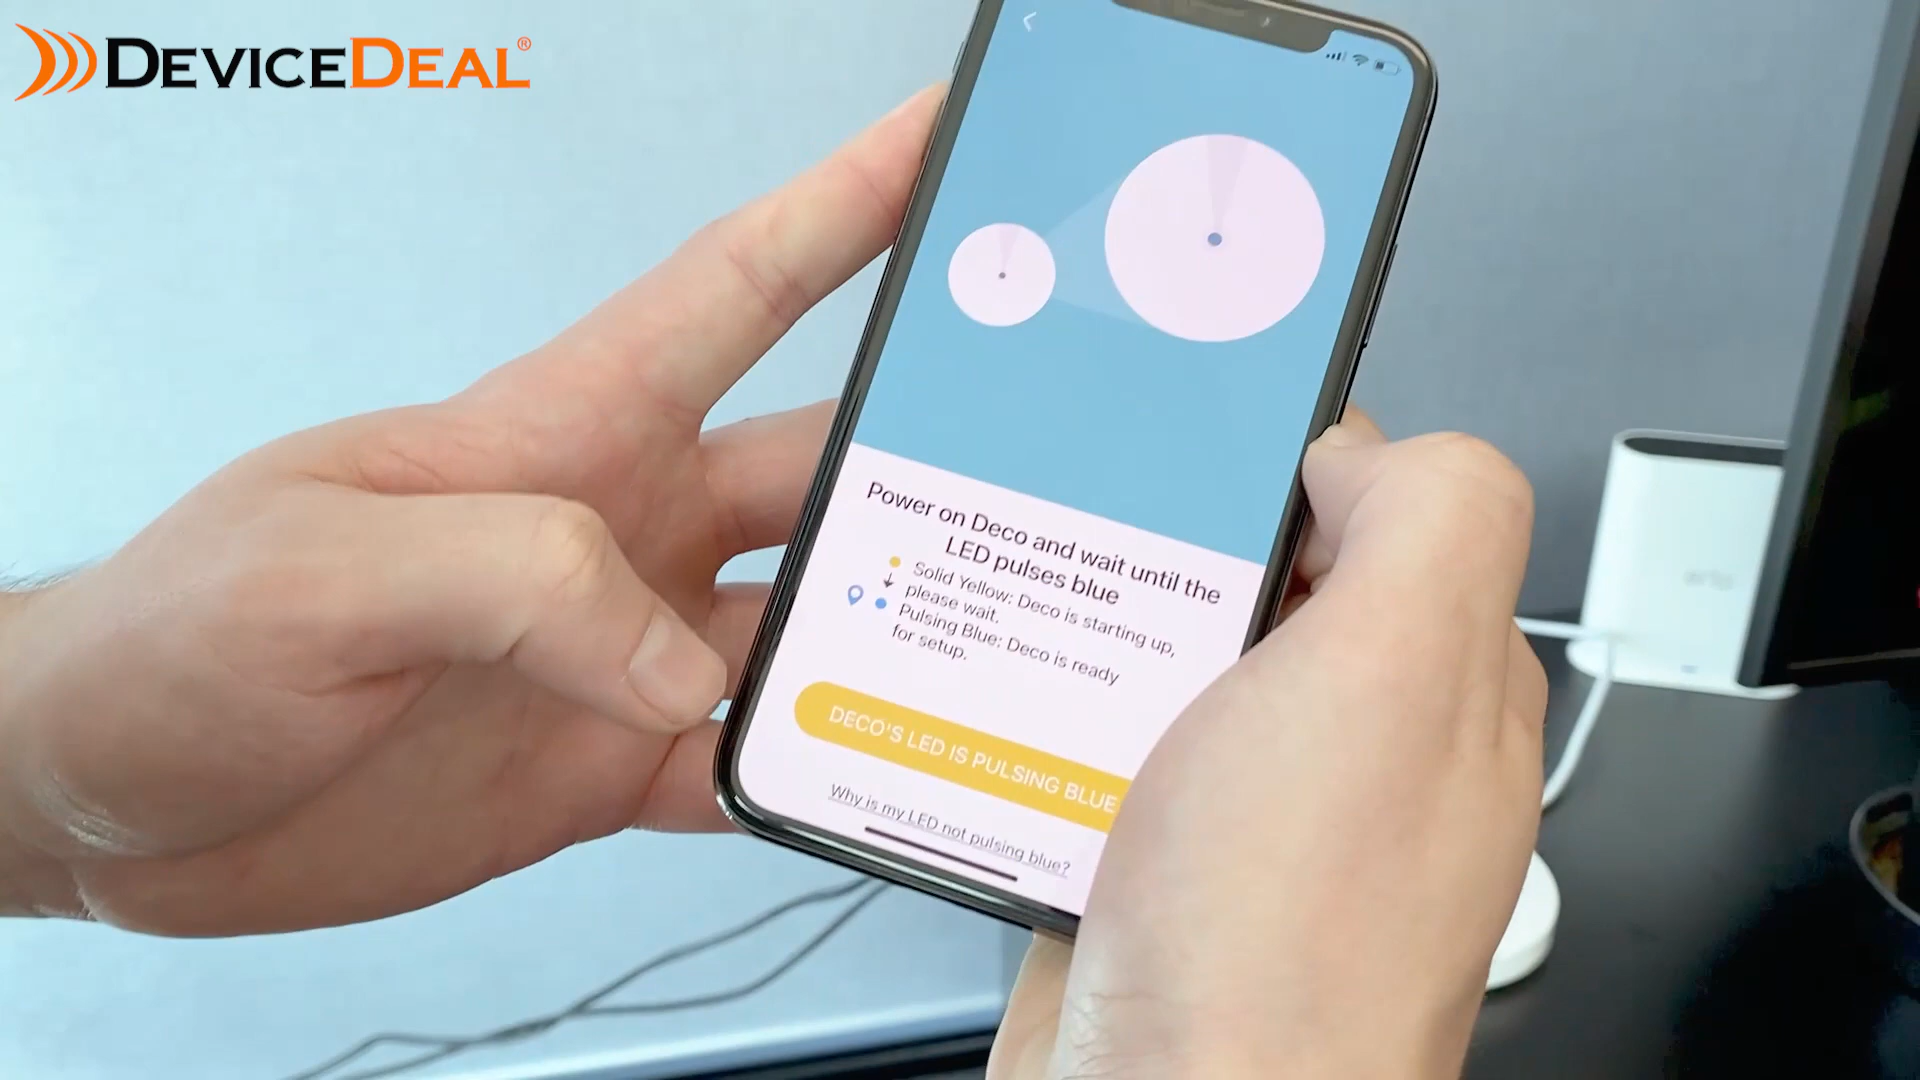 DEVICEDEAL®
Power on Deco and wait until the
LED pulses blue
Solid Yellow: Deco is starting up,
please wait.
Pulsing Blue: Deco is ready
for setup.
DECO'S LED IS PULSING BLUE
Why is my LED not pulsing blue?
arlo